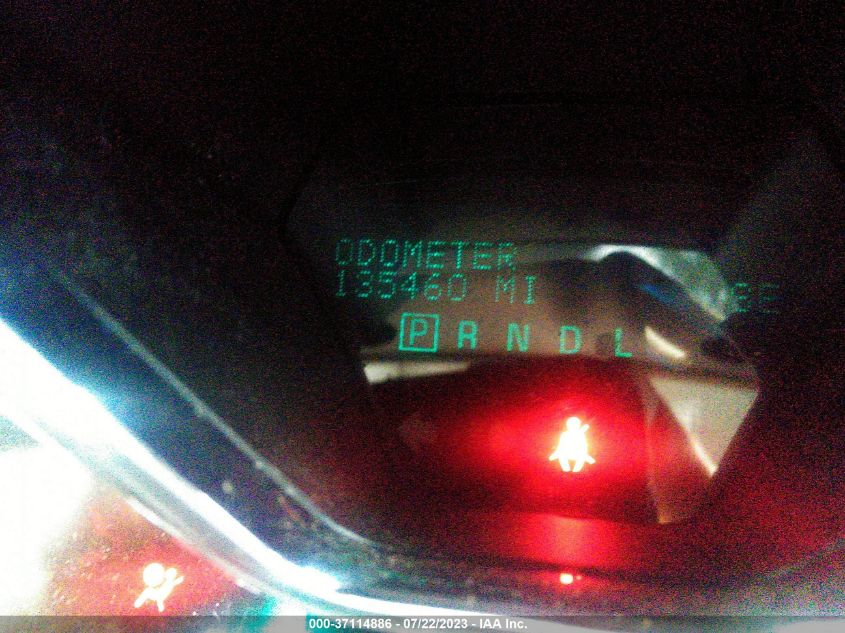 ODOMETER
135460 MI
P R N D L
000-37114886 - 07/22/2023 - IAA Inc.